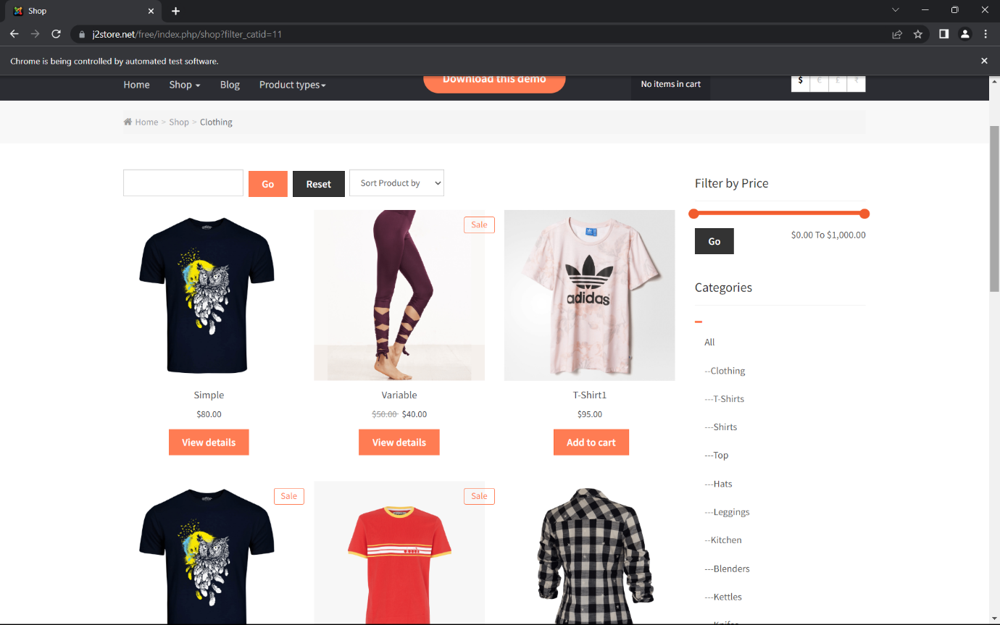 Shop
j2store.net/free/index.php/shop?filter_catid=11
Chrome is being controlled by automated test software.
Home Shop Blog Product types
Download this demo
No items in cart
$ € £ ₹
Home > Shop > Clothing
Go Reset Sort Product by
Filter by Price
Go
$0.00 To $1,000.00
Categories
All
--Clothing
---T-Shirts
---Shirts
---Top
---Hats
---Leggings
--Kitchen
---Blenders
---Kettles
---Knifes
Sale
adidas
Simple
$80.00
View details
Variable
$50.00 $40.00
View details
T-Shirt1
$95.00
Add to cart
Sale
Sale